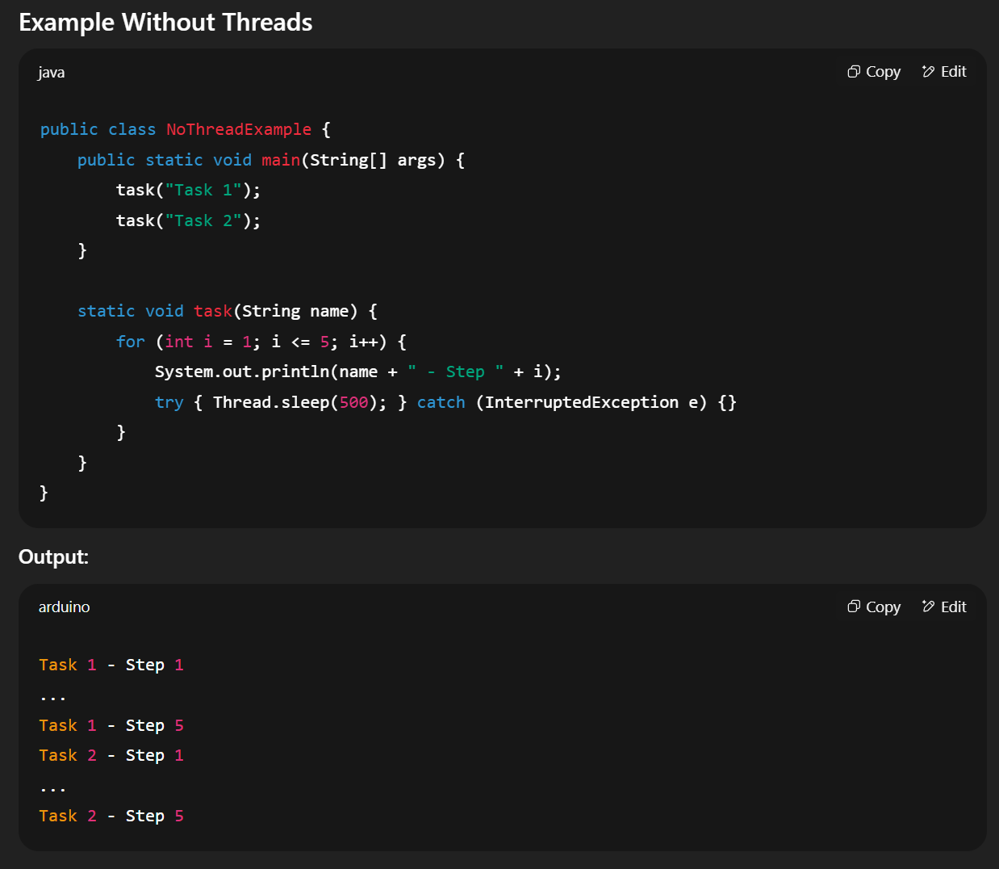 Example Without Threads
java
Copy Edit
public class NoThreadExample {
    public static void main(String[] args) {
        task("Task 1");
        task("Task 2");
    }
    static void task(String name) {
        for (int i = 1; i <= 5; i++) {
            System.out.println(name + " - Step " + i);
            try { Thread.sleep(500); } catch (InterruptedException e) {}
        }
    }
}
Output:
arduino
Copy Edit
Task 1 - Step 1
...
Task 1 - Step 5
Task 2 - Step 1
...
Task 2 - Step 5